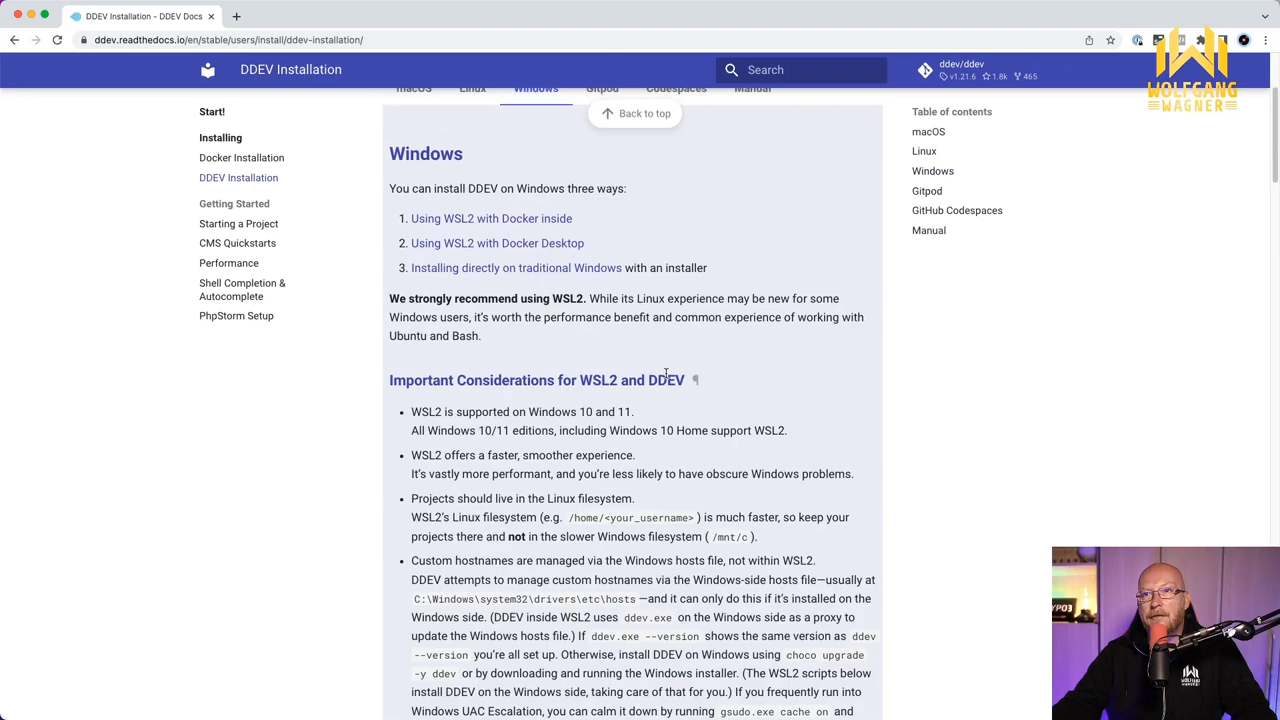 DDEV Installation - DDEV Docs
ddev.readthedocs.io/en/stable/users/install/ddev-installation/
WOLFGANG
WAGNER
DDEV Installation
Search
ddev/ddev
v1.21.6 1.8k 465
macOS Linux Windows Gitpod Codespaces Manual
Back to top
Start!
Installing
Docker Installation
DDEV Installation
Getting Started
Starting a Project
CMS Quickstarts
Performance
Shell Completion &
Autocomplete
PhpStorm Setup
Windows
You can install DDEV on Windows three ways:
1. Using WSL2 with Docker inside
2. Using WSL2 with Docker Desktop
3. Installing directly on traditional Windows with an installer
We strongly recommend using WSL2. While its Linux experience may be new for some
Windows users, it's worth the performance benefit and common experience of working with
Ubuntu and Bash.
Important Considerations for WSL2 and DDEV ¶
• WSL2 is supported on Windows 10 and 11.
All Windows 10/11 editions, including Windows 10 Home support WSL2.
• WSL2 offers a faster, smoother experience.
It's vastly more performant, and you're less likely to have obscure Windows problems.
• Projects should live in the Linux filesystem.
WSL2's Linux filesystem (e.g. /home/<your_username> ) is much faster, so keep your
projects there and not in the slower Windows filesystem ( /mnt/c ).
• Custom hostnames are managed via the Windows hosts file, not within WSL2.
DDEV attempts to manage custom hostnames via the Windows-side hosts file—usually at
C:\Windows\system32\drivers\etc\hosts —and it can only do this if it's installed on the
Windows side. (DDEV inside WSL2 uses ddev.exe on the Windows side as a proxy to
update the Windows hosts file.) If ddev.exe --version shows the same version as ddev
--version you're all set up. Otherwise, install DDEV on Windows using choco upgrade
-y ddev or by downloading and running the Windows installer. (The WSL2 scripts below
install DDEV on the Windows side, taking care of that for you.) If you frequently run into
Windows UAC Escalation, you can calm it down by running gsudo.exe cache on and
Table of contents
macOS
Linux
Windows
Gitpod
GitHub Codespaces
Manual